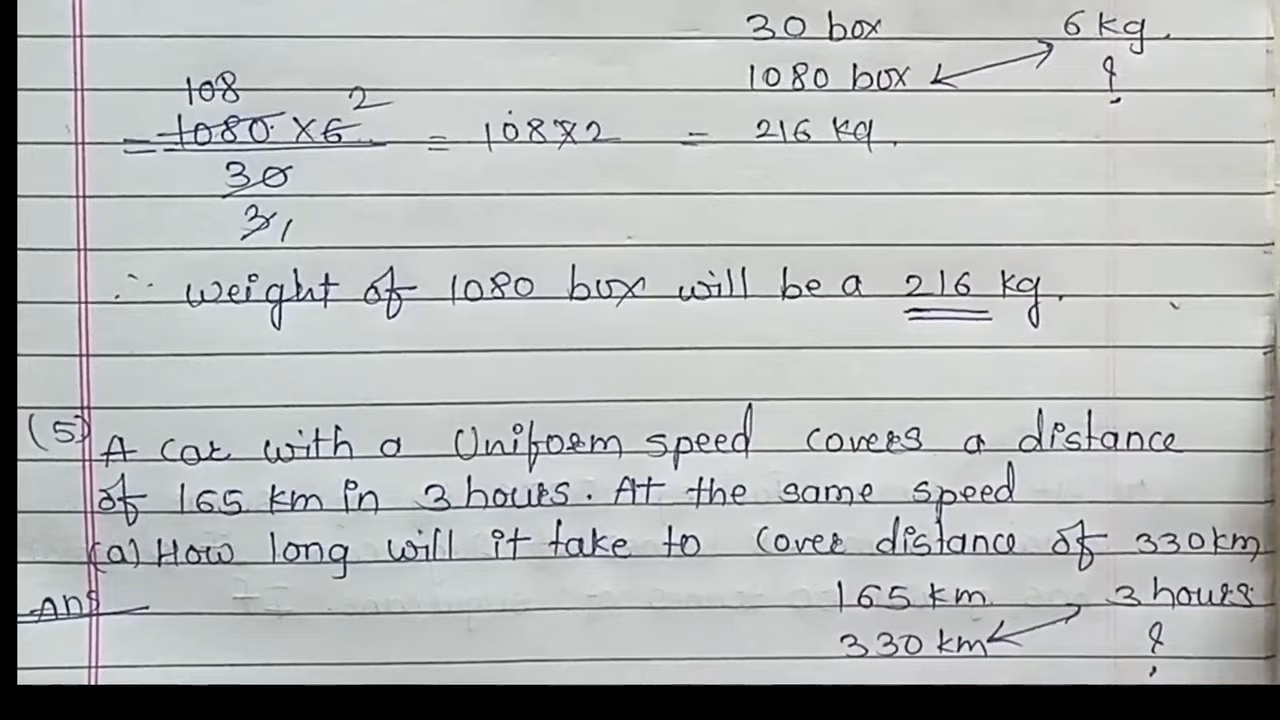 30 box 6 kg.
1080 box ?
108 2
= 1080 × 6 = 108 × 2 = 216 kg.
30
3 1
∴ weight of 1080 box will be a 216 kg.
(5) A car with a Uniform speed covers a distance
of 165 km in 3 hours. At the same speed
(a) How long will it take to cover distance of 330 km
Ans 165 km 3 hours
330 km ?